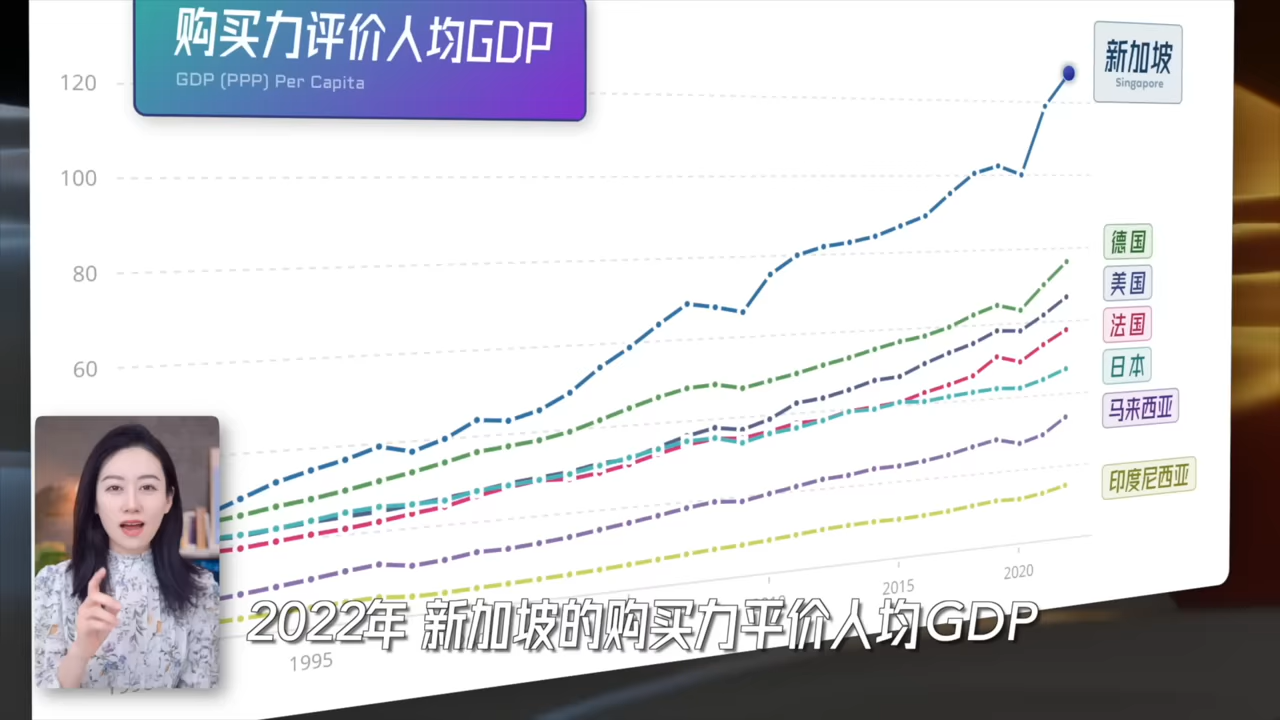 购买力评价人均GDP
GDP (PPP) Per Capita
120
100
80
60
新加坡
Singapore
德国
美国
法国
日本
马来西亚
印度尼西亚
2015
2020
1995
2022年 新加坡的购买力平价人均GDP